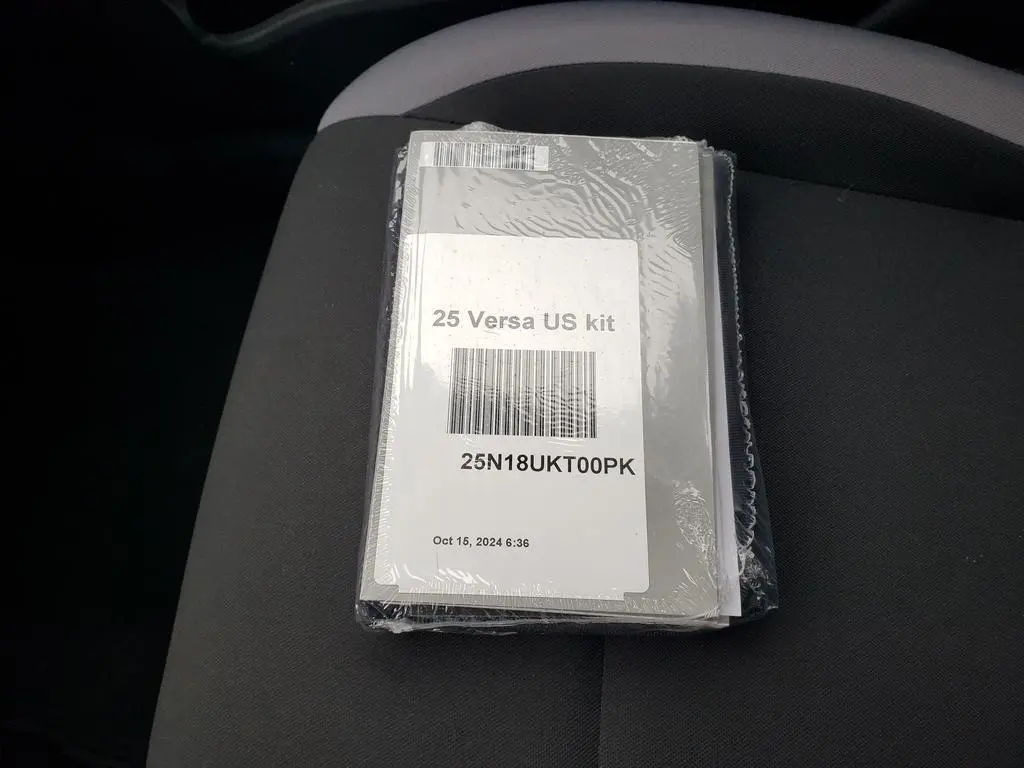 25 Versa US kit
25N18UKT00PK
Oct 15, 2024 6:36